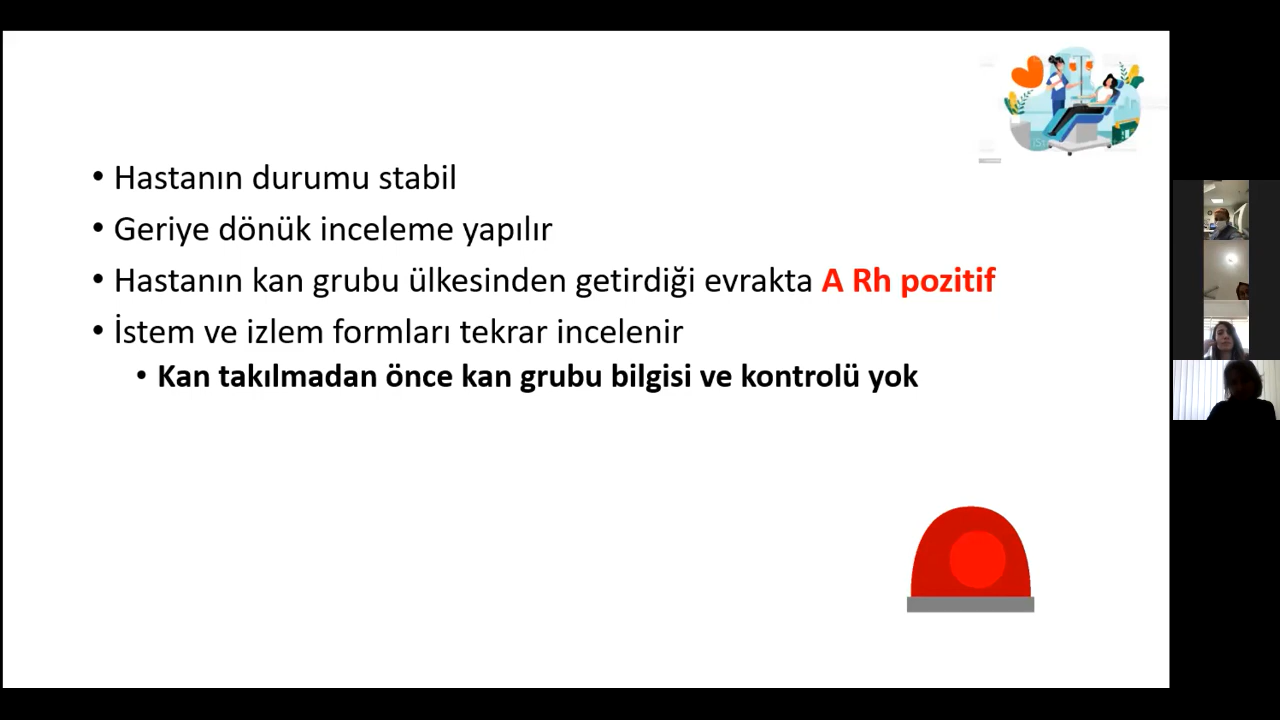 • Hastanın durumu stabil
• Geriye dönük inceleme yapılır
• Hastanın kan grubu ülkesinden getirdiği evrakta A Rh pozitif
• İstem ve izlem formları tekrar incelenir
• Kan takılmadan önce kan grubu bilgisi ve kontrolü yok